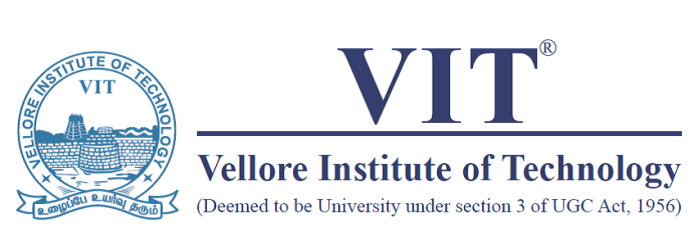 VELLORE INSTITUTE OF TECHNOLOGY
VIT
உழைப்பே உயர்வு தரும்
VIT®
Vellore Institute of Technology
(Deemed to be University under section 3 of UGC Act, 1956)